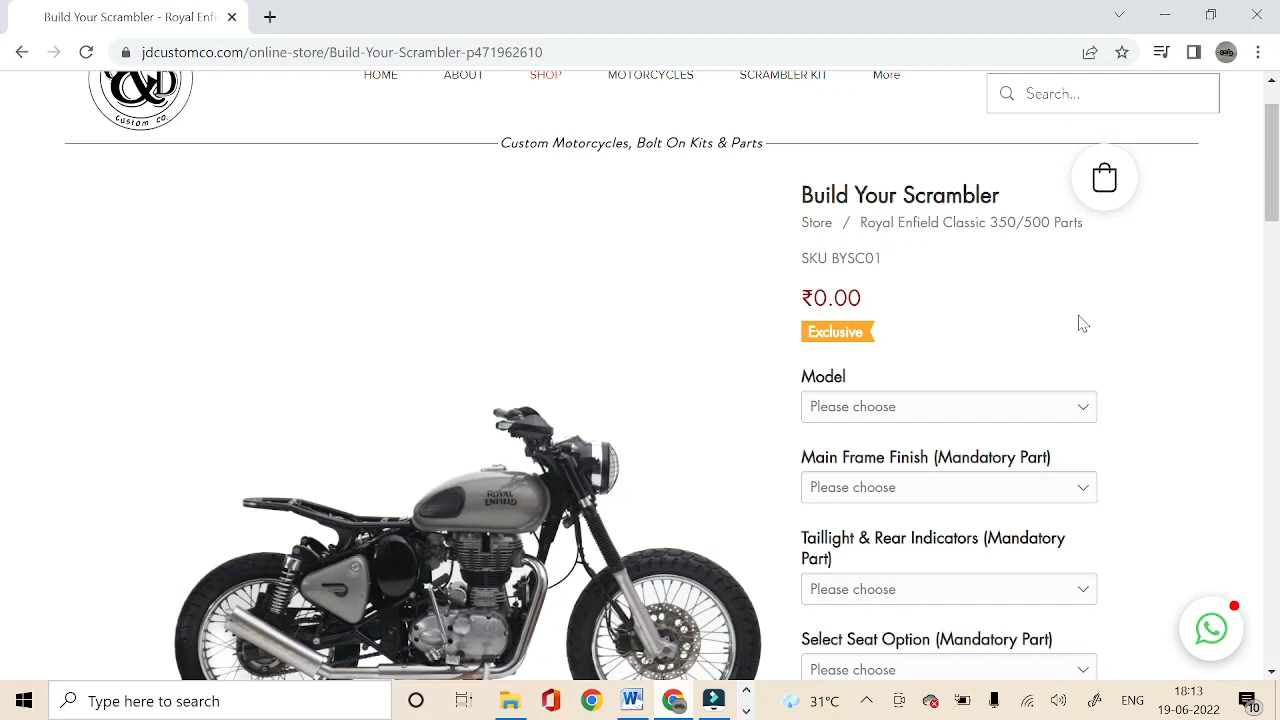 Build Your Scrambler - Royal Enfi
jdcustomco.com/online-store/Build-Your-Scrambler-p471962610
&D
custom co.
HOME ABOUT SHOP MOTORCYCLES SCRAMBLER KIT More
Search...
Custom Motorcycles, Bolt On Kits & Parts
Build Your Scrambler
Store / Royal Enfield Classic 350/500 Parts
SKU BYSC01
₹0.00
Exclusive
Model
Please choose
Main Frame Finish (Mandatory Part)
Please choose
Taillight & Rear Indicators (Mandatory
Part)
Please choose
Select Seat Option (Mandatory Part)
Please choose
ROYAL
ENFIELD
Type here to search
31°C
ENG
18:13
19-06-2022
10